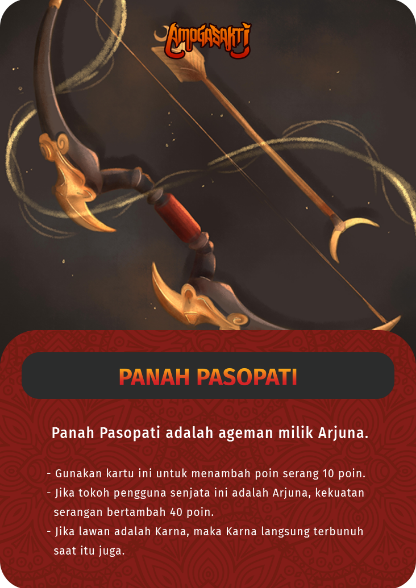 AMOGASAKTI
PANAH PASOPATI
Panah Pasopati adalah ageman milik Arjuna.
- Gunakan kartu ini untuk menambah poin serang 10 poin.
- Jika tokoh pengguna senjata ini adalah Arjuna, kekuatan
serangan bertambah 40 poin.
- Jika lawan adalah Karna, maka Karna langsung terbunuh
saat itu juga.